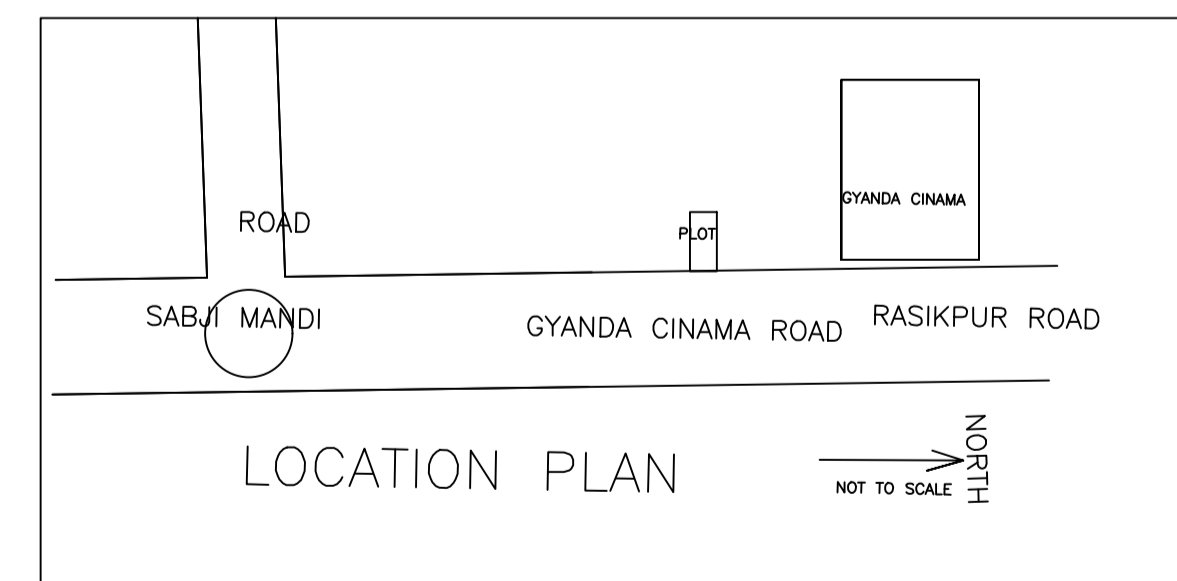 ROAD
GYANDA CINAMA
PLOT
SABJI MANDI
GYANDA CINAMA ROAD
RASIKPUR ROAD
LOCATION PLAN
NORTH
NOT TO SCALE